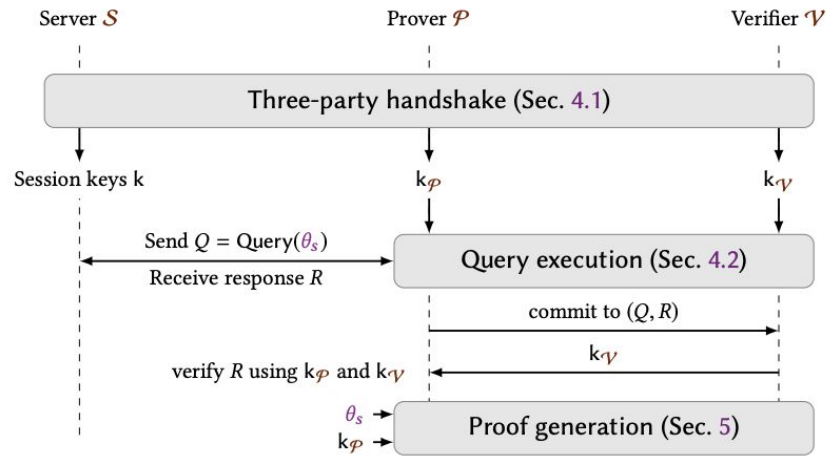 Server 𝒮 Prover 𝒫 Verifier 𝒱
Three-party handshake (Sec. 4.1)
Session keys k k𝒫 k𝒱
Send Q = Query(θs)
Receive response R
Query execution (Sec. 4.2)
commit to (Q, R)
k𝒱
verify R using k𝒫 and k𝒱
θs
k𝒫
Proof generation (Sec. 5)